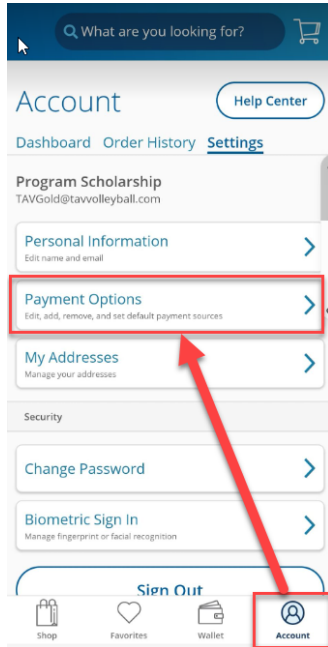 What are you looking for?
Account
Help Center
Dashboard Order History Settings
Program Scholarship
TAVGold@tavvolleyball.com
Personal Information
Edit name and email
Payment Options
Edit, add, remove, and set default payment sources
My Addresses
Manage your addresses
Security
Change Password
Biometric Sign In
Manage fingerprint or facial recognition
Sign Out
Shop Favorites Wallet Account